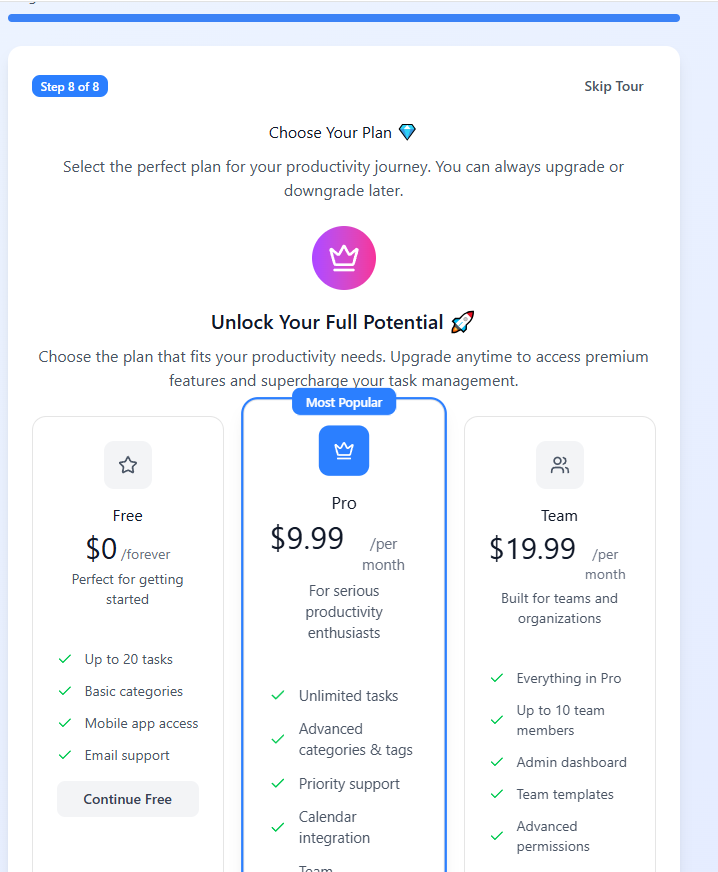 Step 8 of 8
Skip Tour
Choose Your Plan 💎
Select the perfect plan for your productivity journey. You can always upgrade or
downgrade later.
Unlock Your Full Potential 🚀
Choose the plan that fits your productivity needs. Upgrade anytime to access premium
features and supercharge your task management.
Free
$0 /forever
Perfect for getting
started
Up to 20 tasks
Basic categories
Mobile app access
Email support
Continue Free
Most Popular
Pro
$9.99 /per
month
For serious
productivity
enthusiasts
Unlimited tasks
Advanced
categories & tags
Priority support
Calendar
integration
Team
Team
$19.99 /per
month
Built for teams and
organizations
Everything in Pro
Up to 10 team
members
Admin dashboard
Team templates
Advanced
permissions